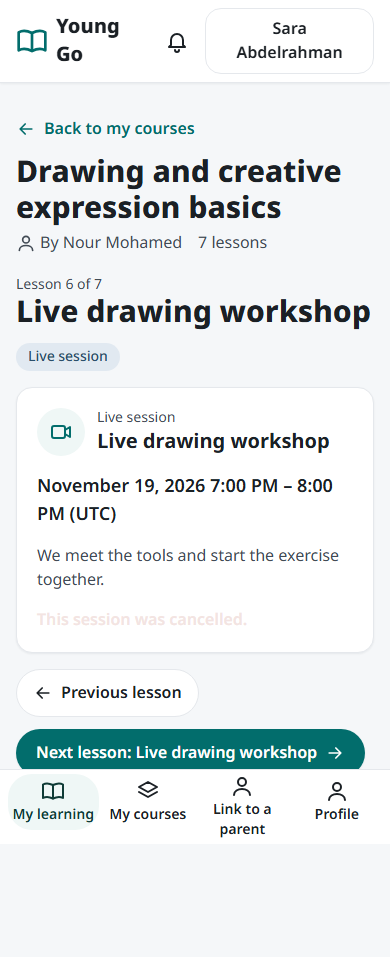 Young
Go
Sara
Abdelrahman
Back to my courses
Drawing and creative
expression basics
By Nour Mohamed 7 lessons
Lesson 6 of 7
Live drawing workshop
Live session
Live session
Live drawing workshop
November 19, 2026 7:00 PM – 8:00
PM (UTC)
We meet the tools and start the exercise
together.
This session was cancelled.
Previous lesson
Next lesson: Live drawing workshop
My learning
My courses
Link to a
parent
Profile